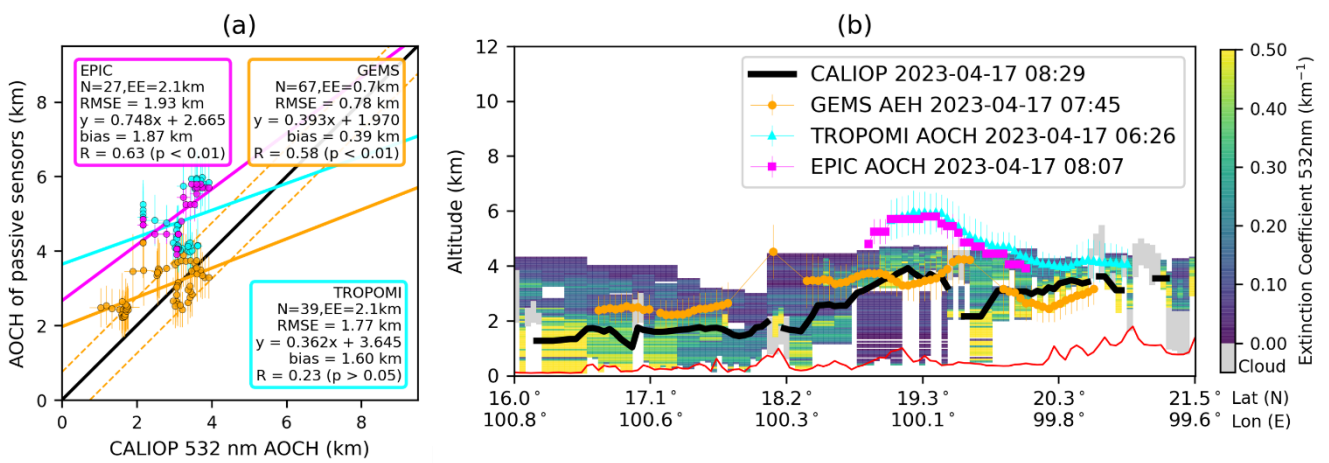 (a)
AOCH of passive sensors (km)
8
6
4
2
0
EPIC
N=27,EE=2.1km
RMSE = 1.93 km
y = 0.748x + 2.665
bias = 1.87 km
R = 0.63 (p < 0.01)
GEMS
N=67,EE=0.7km
RMSE = 0.78 km
y = 0.393x + 1.970
bias = 0.39 km
R = 0.58 (p < 0.01)
TROPOMI
N=39,EE=2.1km
RMSE = 1.77 km
y = 0.362x + 3.645
bias = 1.60 km
R = 0.23 (p > 0.05)
0 2 4 6 8
CALIOP 532 nm AOCH (km)
(b)
Altitude (km)
12
10
8
6
4
2
0
CALIOP 2023-04-17 08:29
GEMS AEH 2023-04-17 07:45
TROPOMI AOCH 2023-04-17 06:26
EPIC AOCH 2023-04-17 08:07
16.0° 17.1° 18.2° 19.3° 20.3° 21.5° Lat (N)
100.8° 100.6° 100.3° 100.1° 99.8° 99.6° Lon (E)
0.50
0.40
0.30
0.20
0.10
0.00
Cloud
Extinction Coefficient 532nm (km⁻¹)